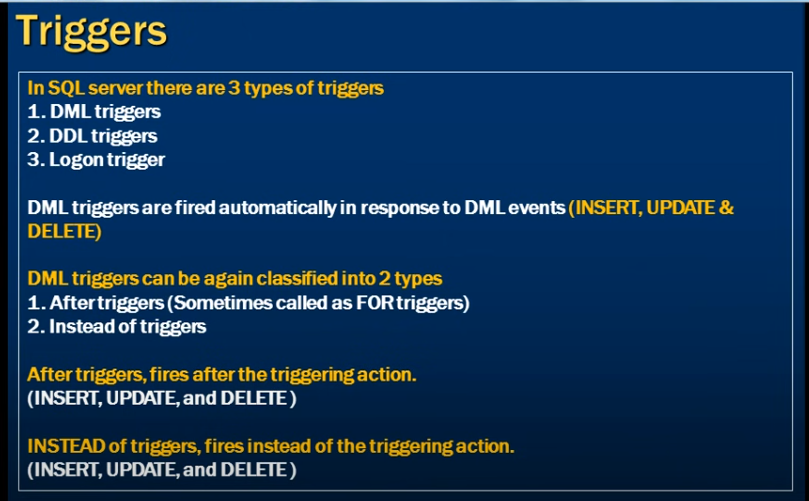 Triggers
In SQL server there are 3 types of triggers
1. DML triggers
2. DDL triggers
3. Logon trigger
DML triggers are fired automatically in response to DML events (INSERT, UPDATE &
DELETE)
DML triggers can be again classified into 2 types
1. After triggers (Sometimes called as FOR triggers)
2. Instead of triggers
After triggers, fires after the triggering action.
(INSERT, UPDATE, and DELETE )
INSTEAD of triggers, fires instead of the triggering action.
(INSERT, UPDATE, and DELETE )